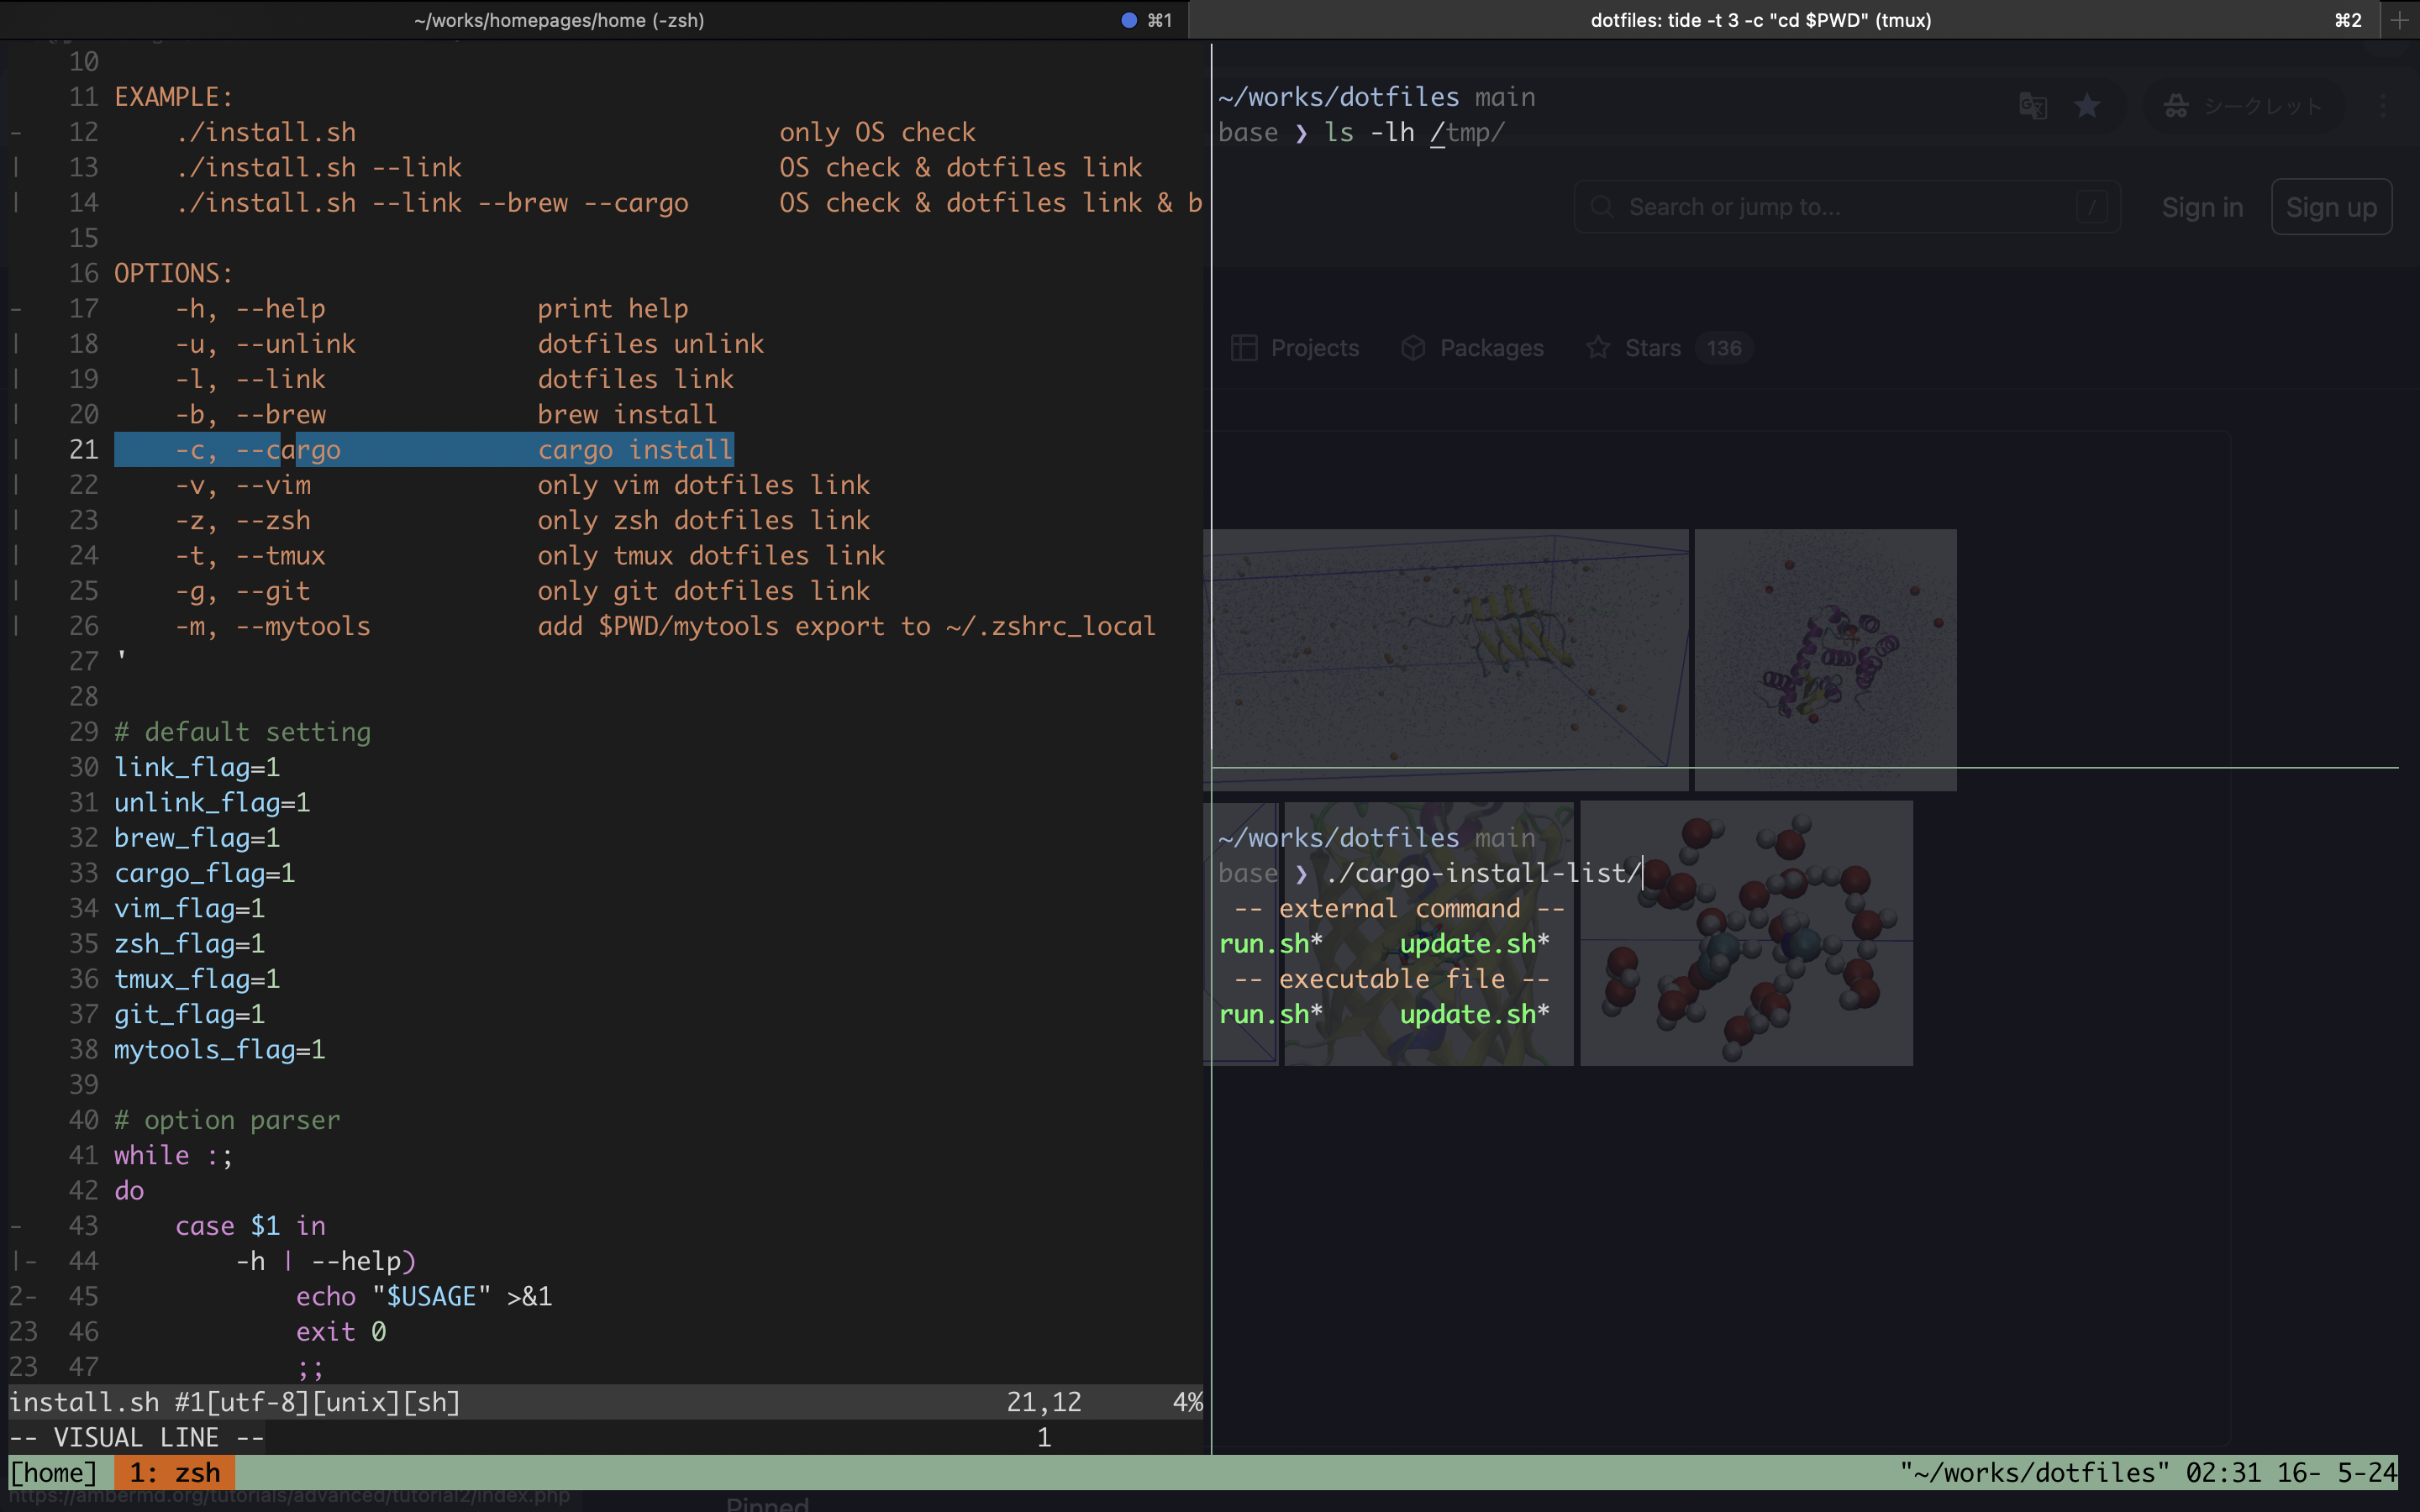 ~/works/homepages/home (-zsh)
⌘1
dotfiles: tide -t 3 -c "cd $PWD" (tmux)
⌘2
+
10
11 EXAMPLE:
- 12     ./install.sh                            only OS check
| 13     ./install.sh --link                     OS check & dotfiles link
| 14     ./install.sh --link --brew --cargo      OS check & dotfiles link & b
15
16 OPTIONS:
- 17     -h, --help              print help
| 18     -u, --unlink            dotfiles unlink
| 19     -l, --link              dotfiles link
| 20     -b, --brew              brew install
| 21     -c, --cargo             cargo install
| 22     -v, --vim               only vim dotfiles link
| 23     -z, --zsh               only zsh dotfiles link
| 24     -t, --tmux              only tmux dotfiles link
| 25     -g, --git               only git dotfiles link
| 26     -m, --mytools           add $PWD/mytools export to ~/.zshrc_local
27 '
28
29 # default setting
30 link_flag=1
31 unlink_flag=1
32 brew_flag=1
33 cargo_flag=1
34 vim_flag=1
35 zsh_flag=1
36 tmux_flag=1
37 git_flag=1
38 mytools_flag=1
39
40 # option parser
41 while :;
42 do
- 43     case $1 in
|- 44         -h | --help)
2- 45             echo "$USAGE" >&1
23 46             exit 0
23 47             ;;
install.sh #1[utf-8][unix][sh]                21,12      4%
-- VISUAL LINE --                1
~/works/dotfiles main
base ❯ ls -lh /tmp/
シークレット
Search or jump to...
/
Sign in
Sign up
Projects
Packages
Stars 136
~/works/dotfiles main
base ❯ ./cargo-install-list/
-- external command --
run.sh*     update.sh*
-- executable file --
run.sh*     update.sh*
[home] 1: zsh
"~/works/dotfiles" 02:31 16- 5-24
https://ambermd.org/tutorials/advanced/tutorial2/index.php
Pinned